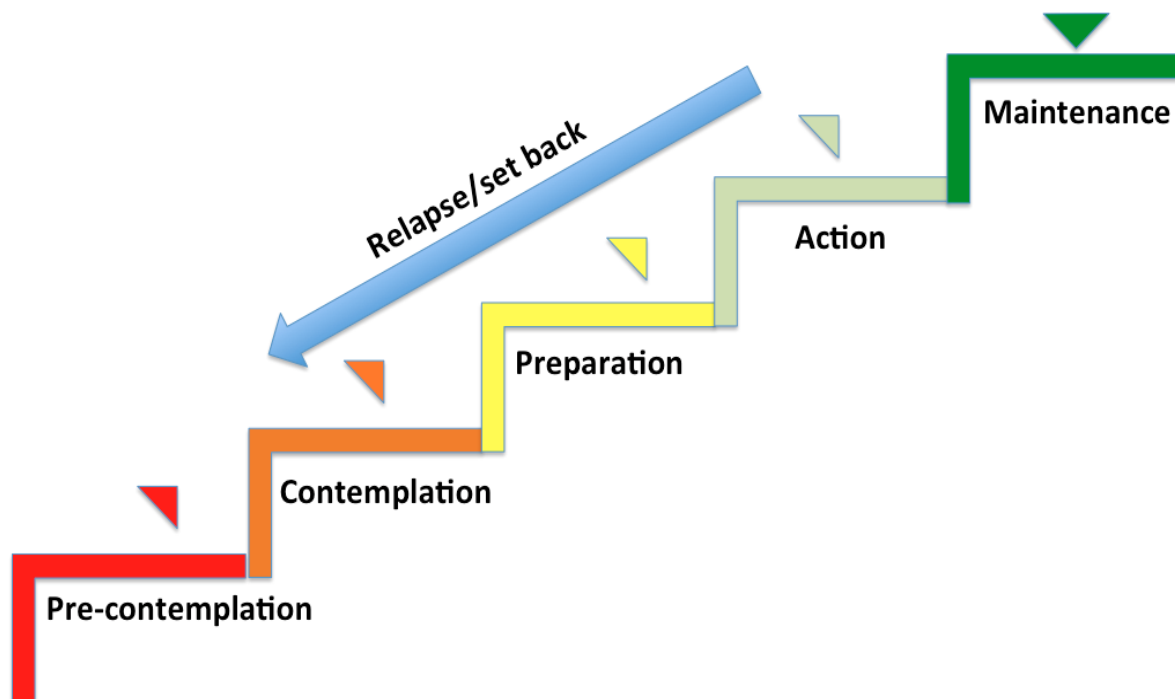 Maintenance
Relapse/set back
Action
Preparation
Contemplation
Pre-contemplation